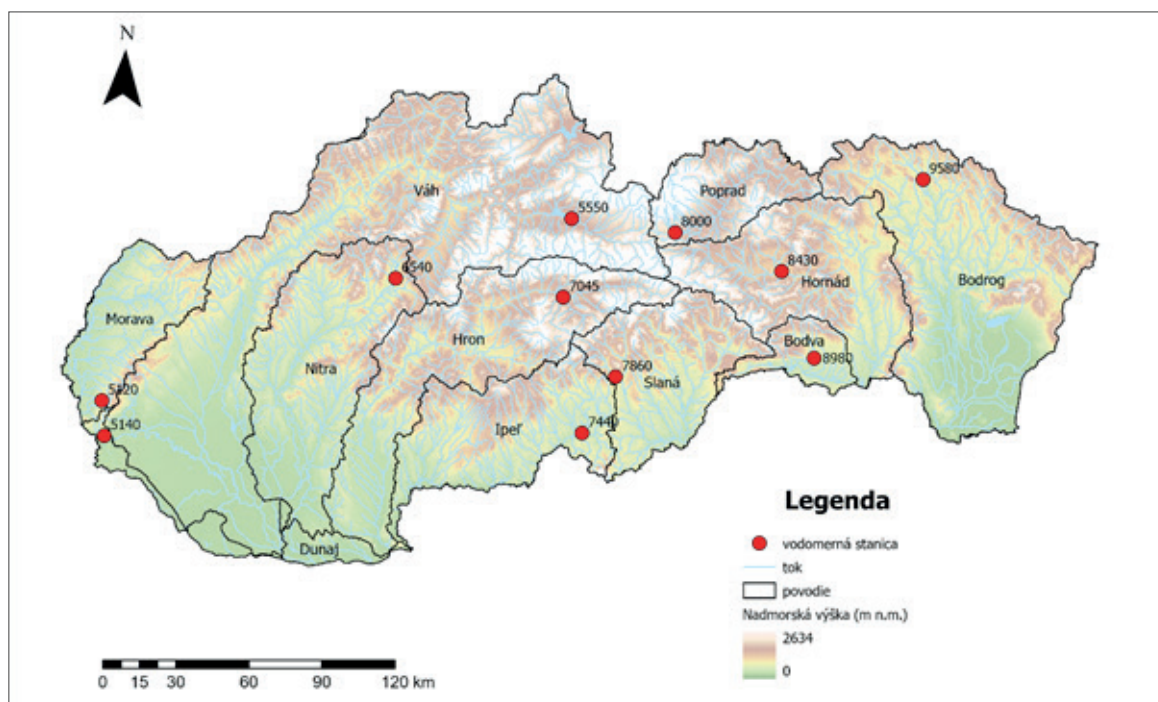 N
9580
Poprad
Váh
5550
8000
8430
6540
Hornád
Bodrog
7045
Morava
Hron
Bodva
Nitra
7860
8980
Slaná
5120
Ipeľ
7440
5140
Legenda
vodomerná stanica
Dunaj
tok
povodie
Nadmorská výška (m n.m.)
2634
0
0 15 30 60 90 120 km